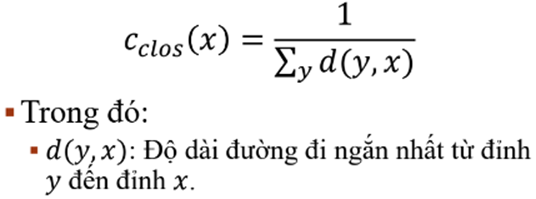 c_clos(x) = 1 / ∑_y d(y, x)
▪ Trong đó:
▪ d(y, x): Độ dài đường đi ngắn nhất từ đỉnh
y đến đỉnh x.